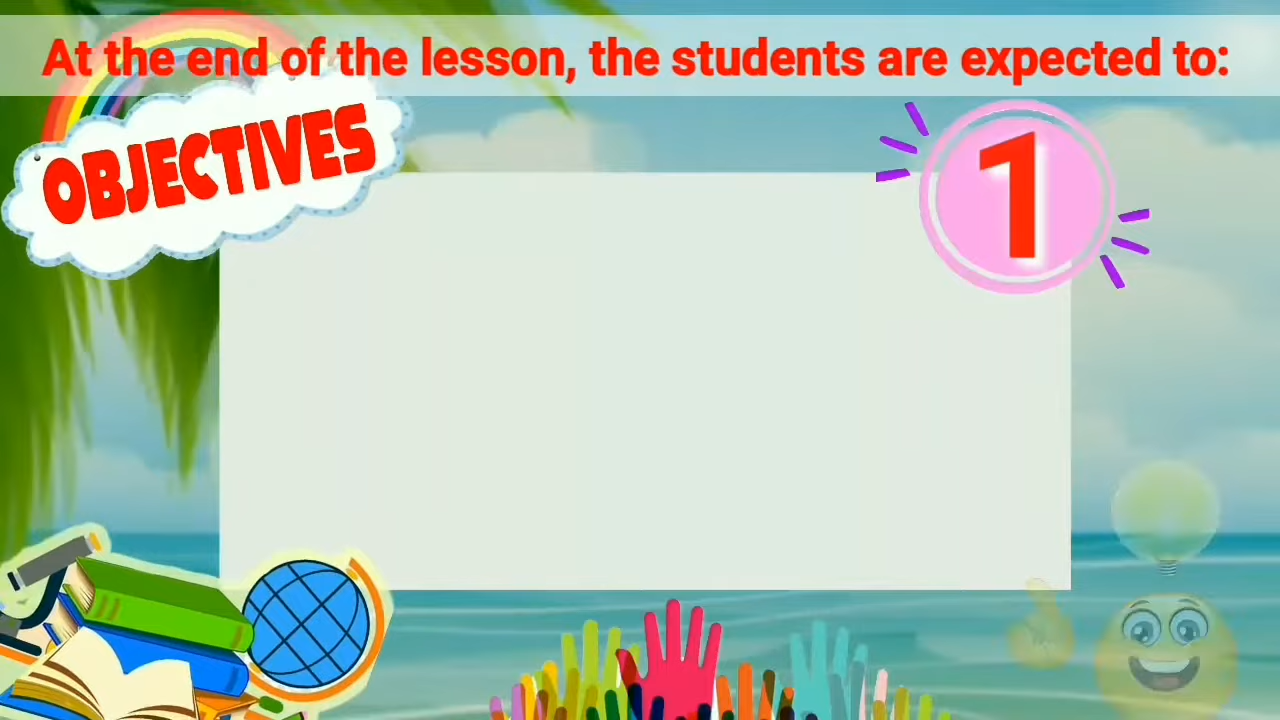 At the end of the lesson, the students are expected to:
OBJECTIVES
1